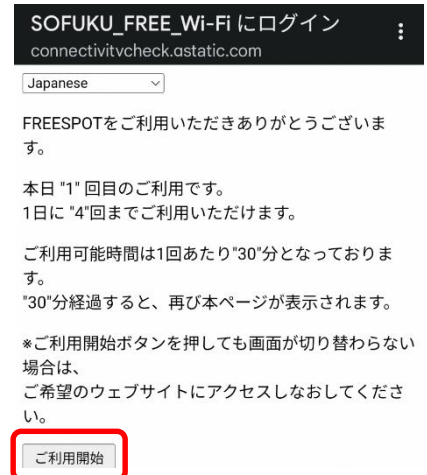 SOFUKU_FREE_Wi-Fi にログイン
connectivitycheck.gstatic.com
Japanese
FREESPOTをご利用いただきありがとうございま
す。
本日 "1" 回目のご利用です。
1日に "4"回までご利用いただけます。
ご利用可能時間は1回あたり"30"分となっておりま
す。
"30"分経過すると、再び本ページが表示されます。
※ご利用開始ボタンを押しても画面が切り替わらない
場合は、
ご希望のウェブサイトにアクセスしなおしてくださ
い。
ご利用開始